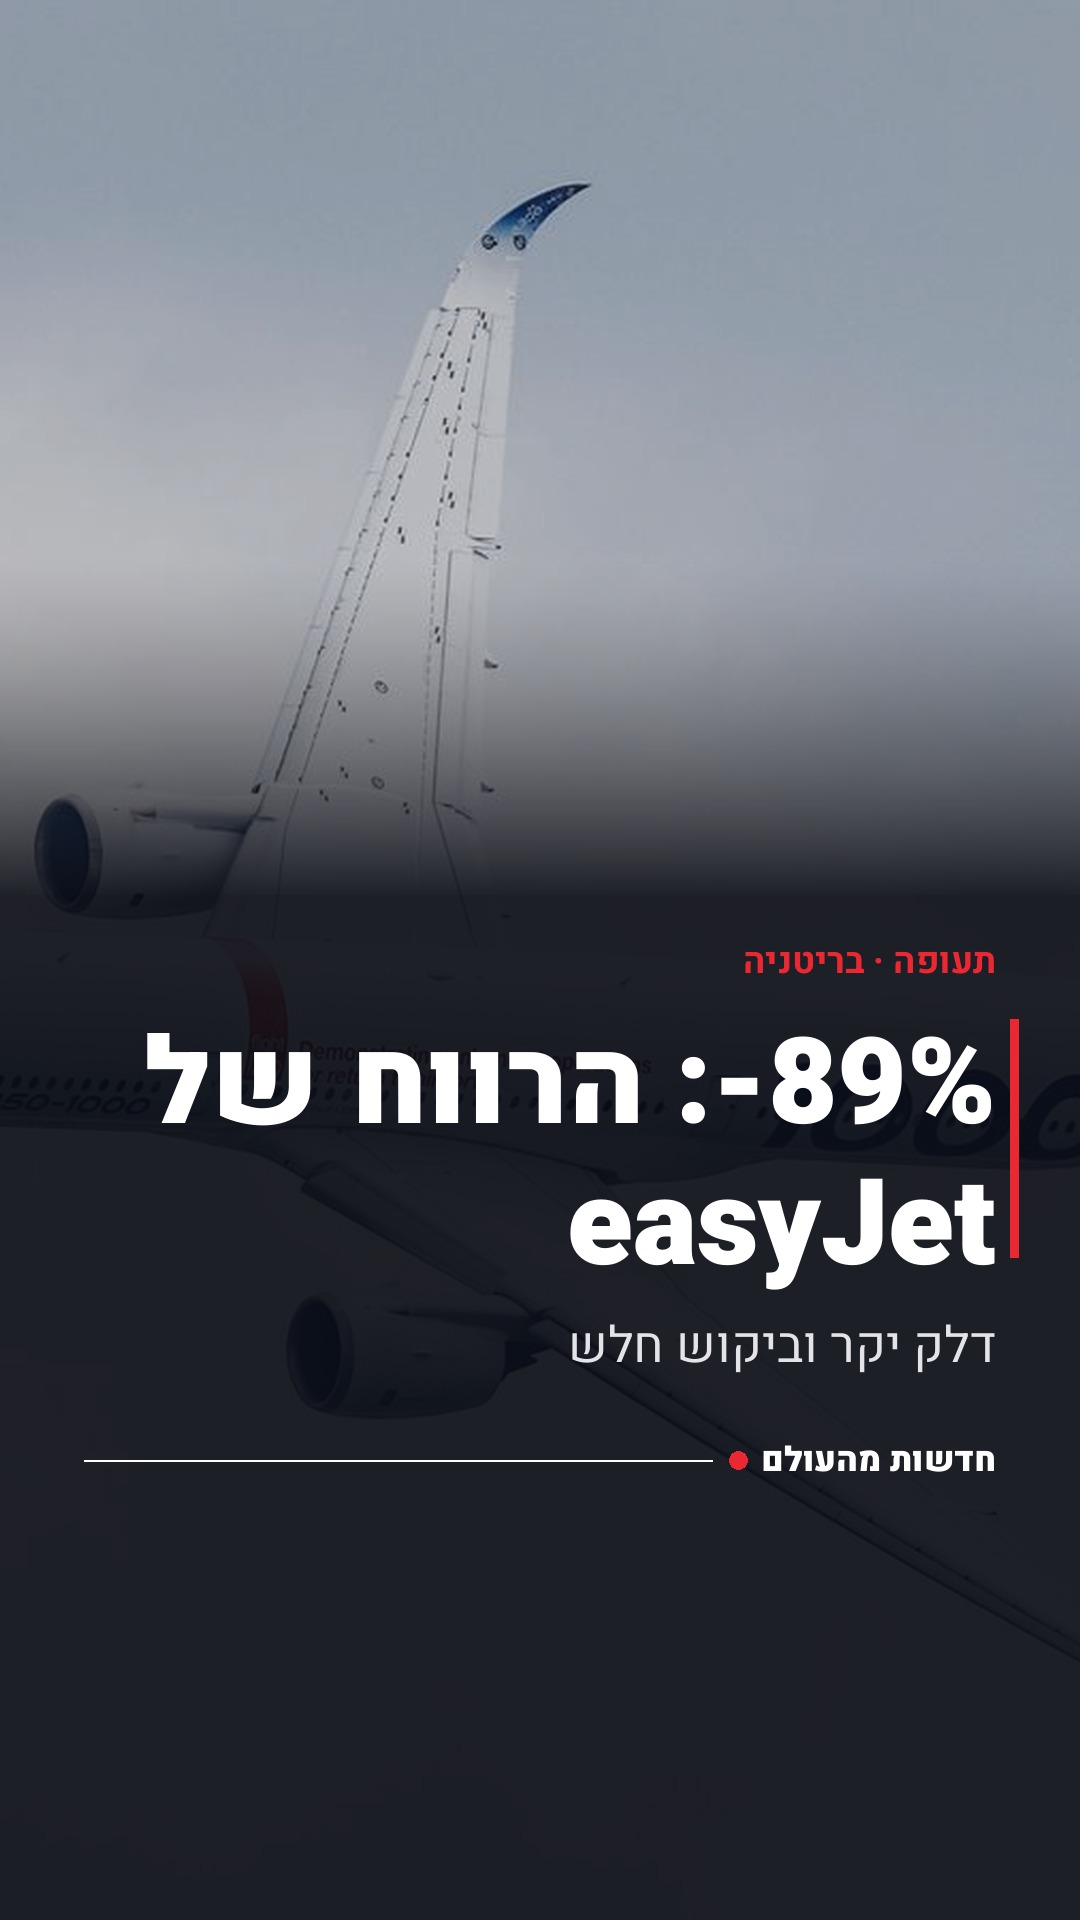 תעופה · בריטניה
‎-89%: הרווח של
easyJet
דלק יקר וביקוש חלש
חדשות מהעולם